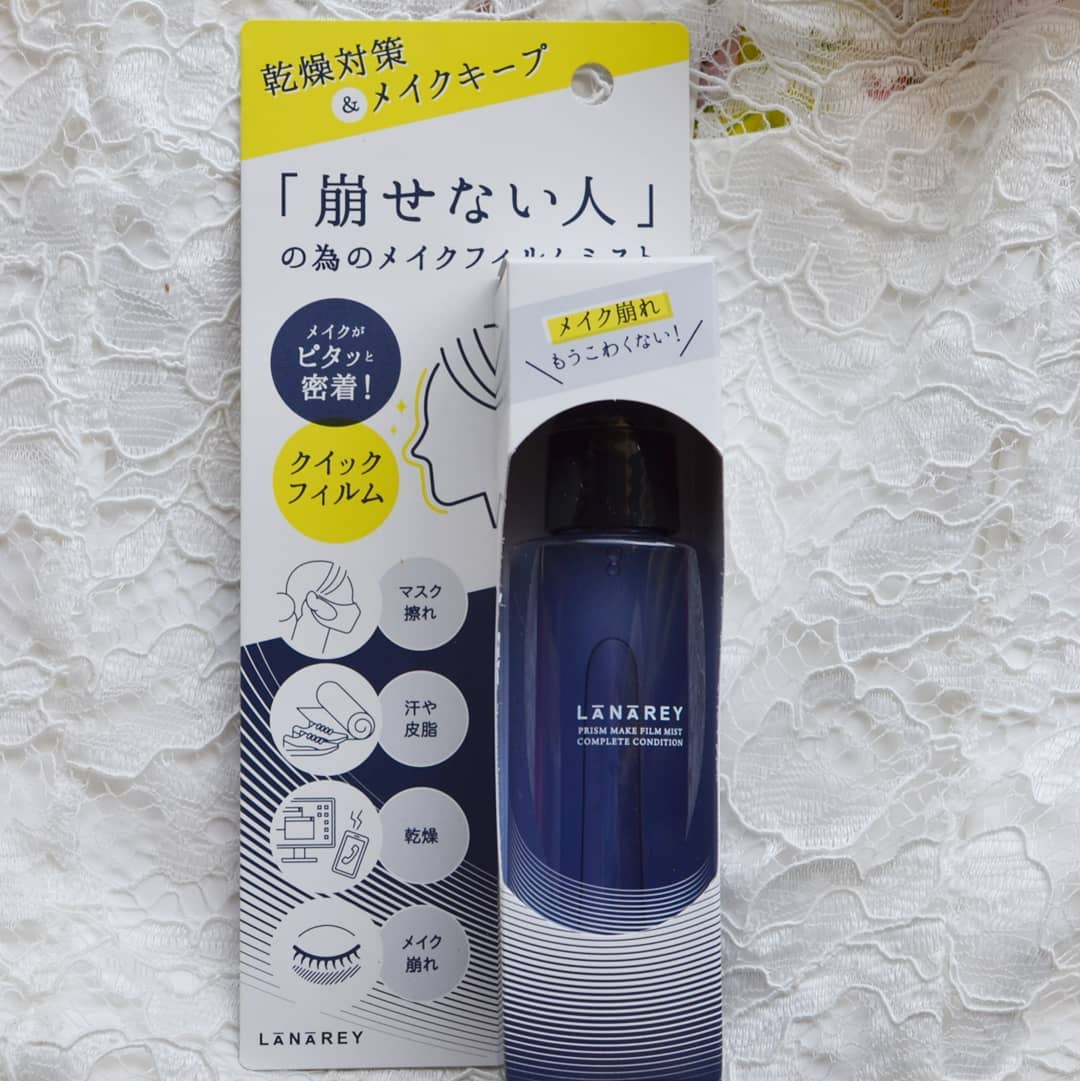 乾燥対策
&メイクキープ
「崩せない人」
の為のメイクフィルムミスト
メイクが
ピタッと
密着!
クイック
フィルム
マスク
擦れ
汗や
皮脂
乾燥
メイク
崩れ
LĀNĀREY
メイク崩れ
もうこわくない!
LĀNĀREY
PRISM MAKE FILM MIST
COMPLETE CONDITION